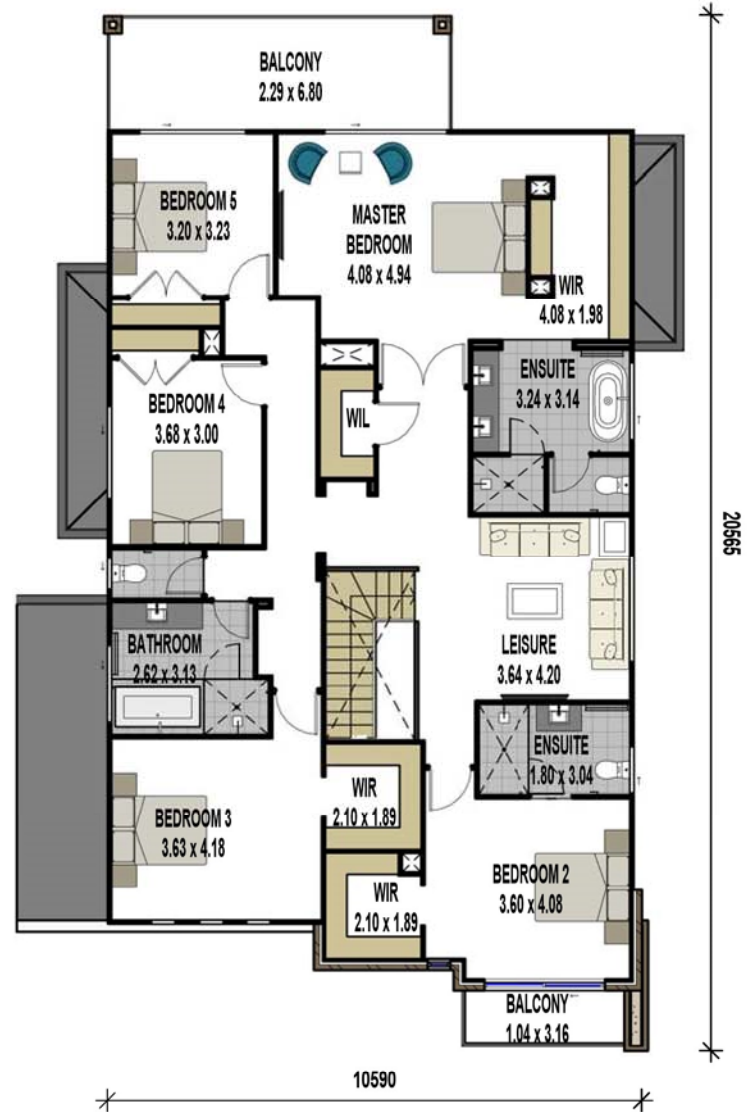 BALCONY
2.29 x 6.80
BEDROOM 5
3.20 x 3.23
MASTER
BEDROOM
4.08 x 4.94
WIR
4.08 x 1.98
ENSUITE
3.24 x 3.14
BEDROOM 4
3.68 x 3.00
WIL
20565
BATHROOM
2.62 x 3.13
LEISURE
3.64 x 4.20
ENSUITE
1.80 x 3.04
WIR
2.10 x 1.89
BEDROOM 3
3.63 x 4.18
BEDROOM 2
3.60 x 4.08
WIR
2.10 x 1.89
BALCONY
1.04 x 3.16
10590